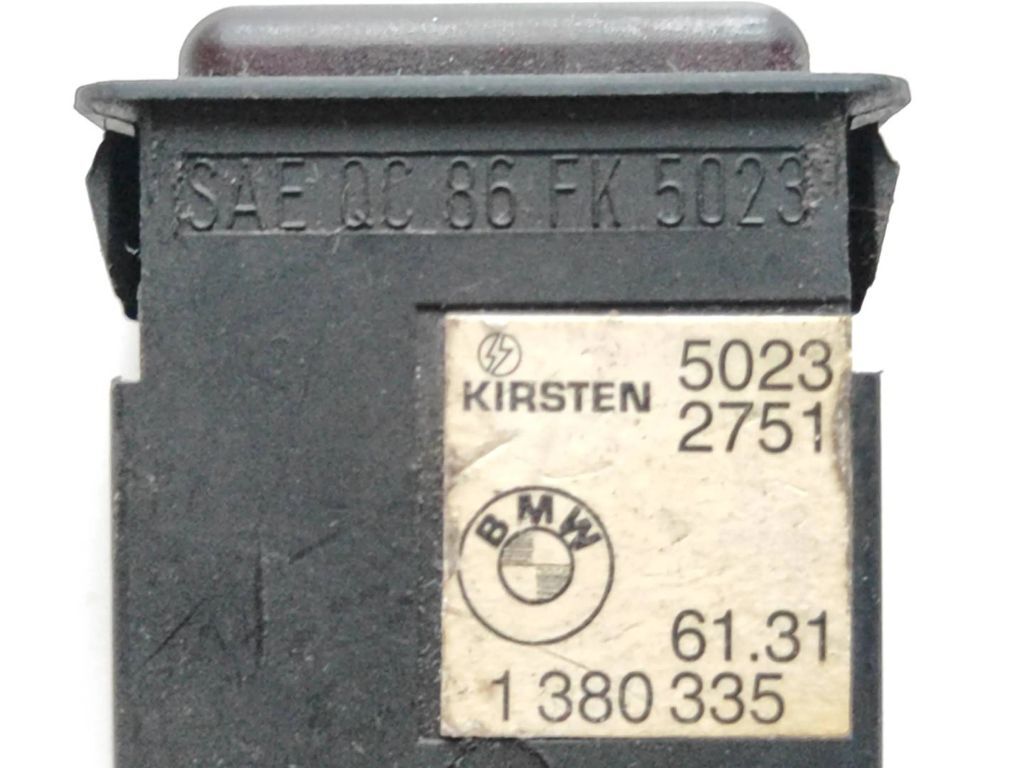 SAE QC 86 FK 5023
KIRSTEN 5023
2751
BMW
61.31
1 380 335